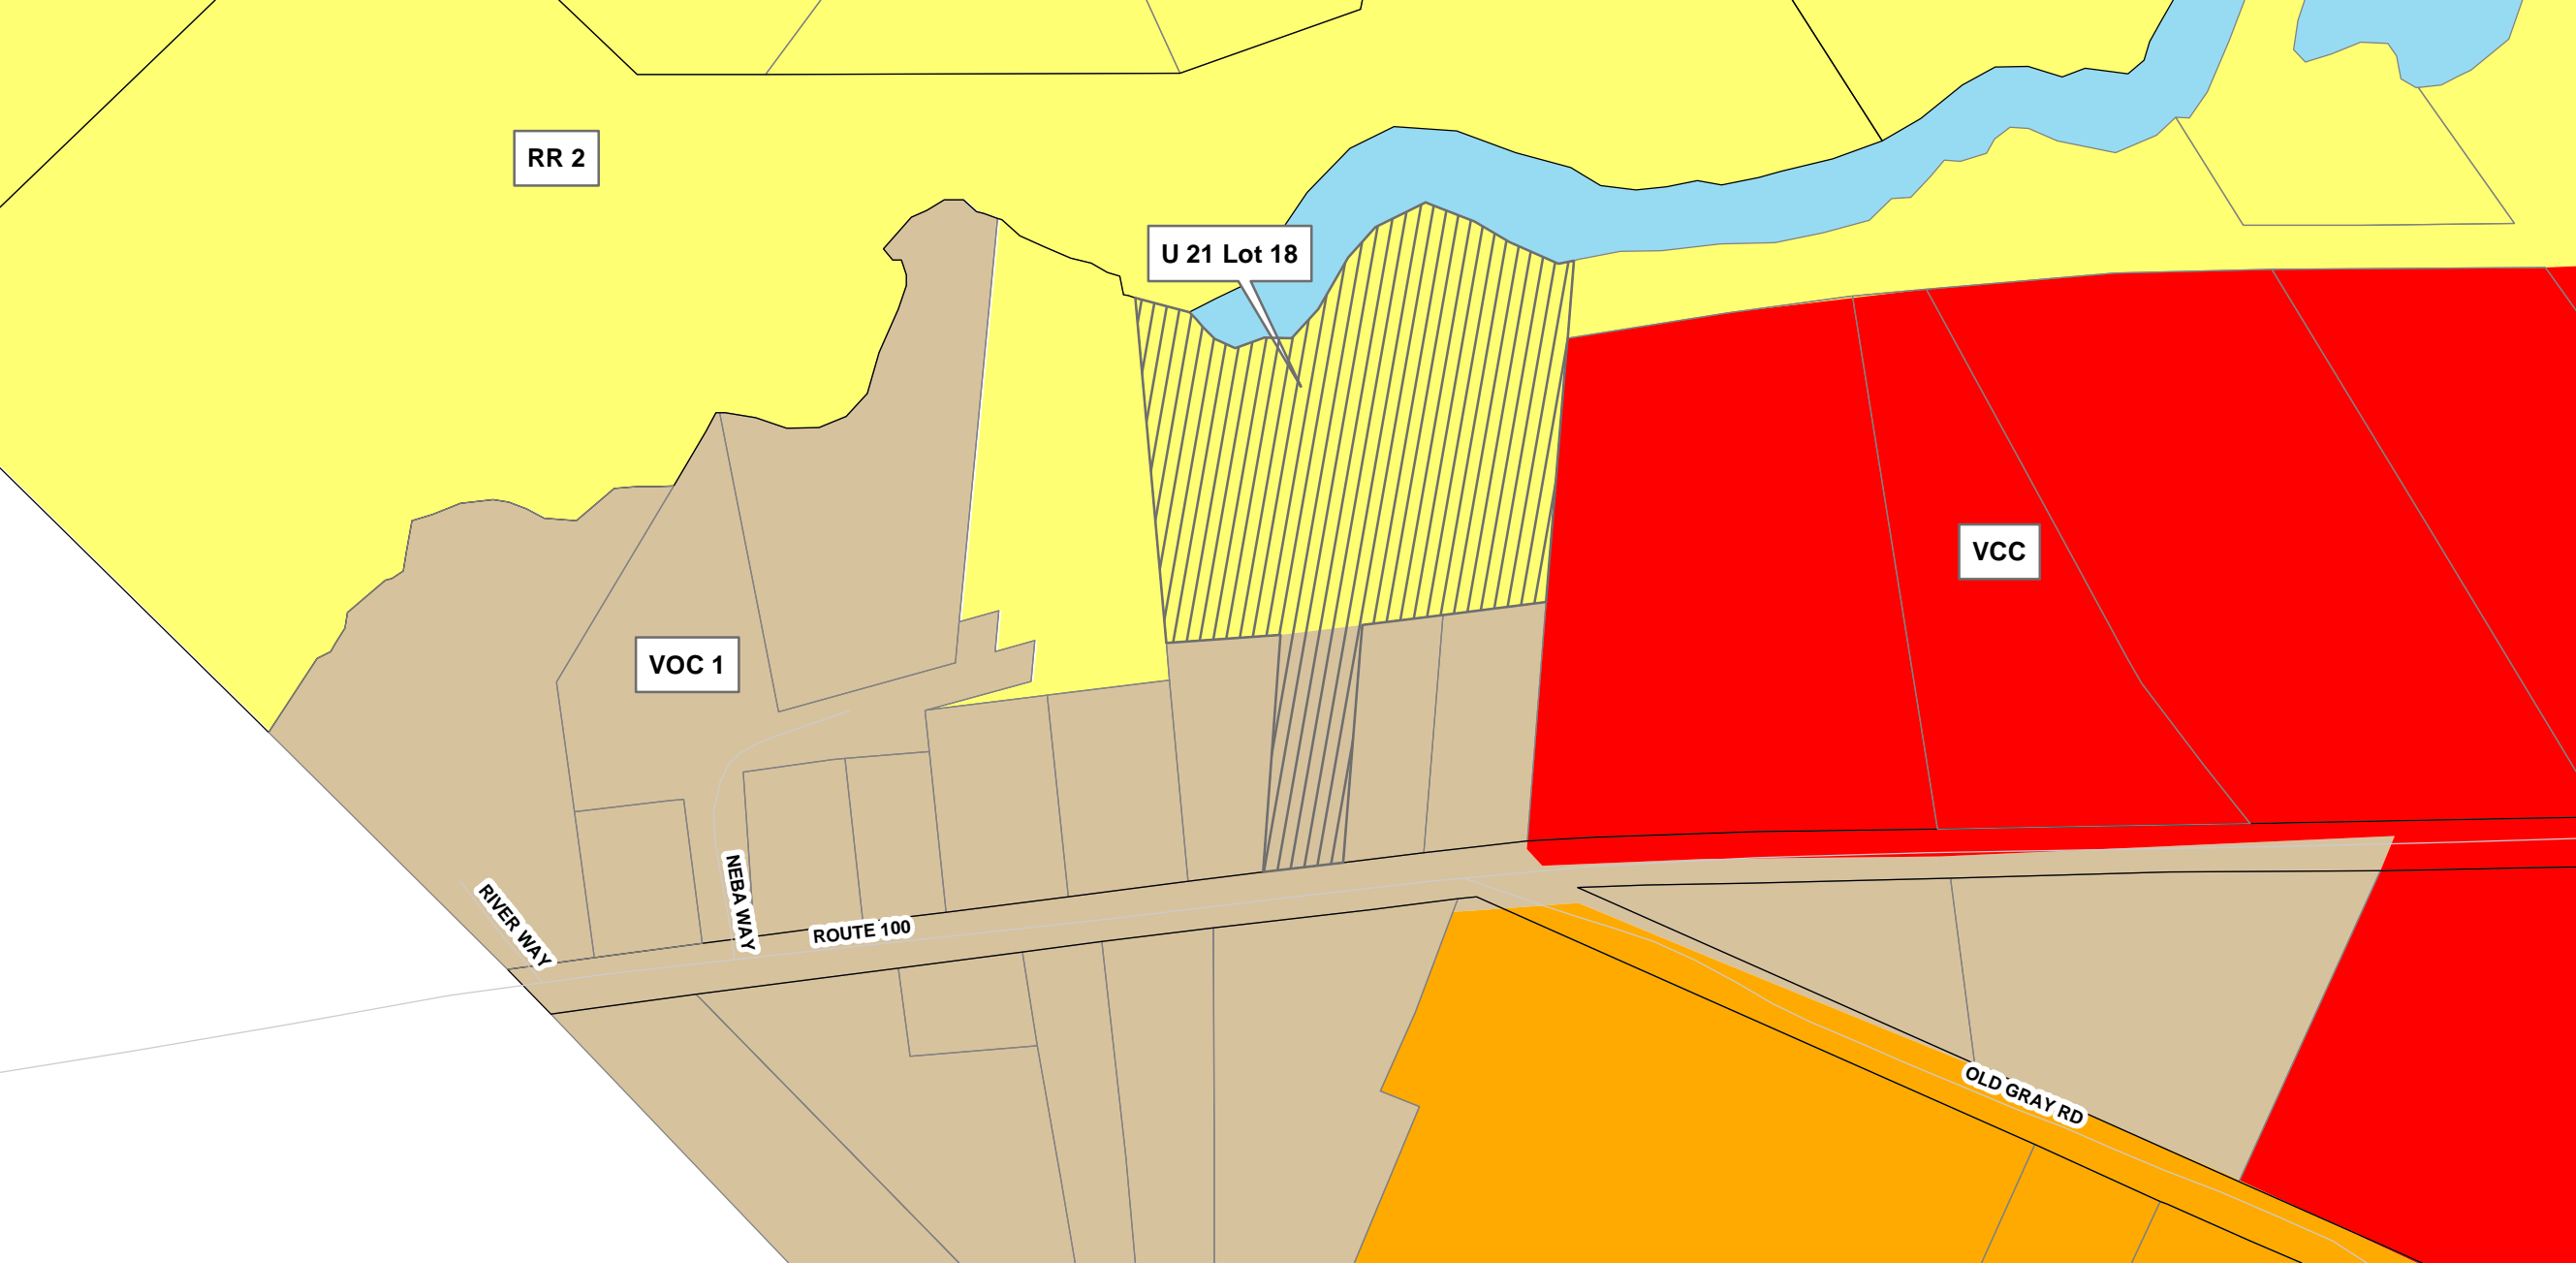 RR 2
U 21 Lot 18
VCC
VOC 1
NEBA WAY
RIVER WAY
ROUTE 100
OLD GRAY RD